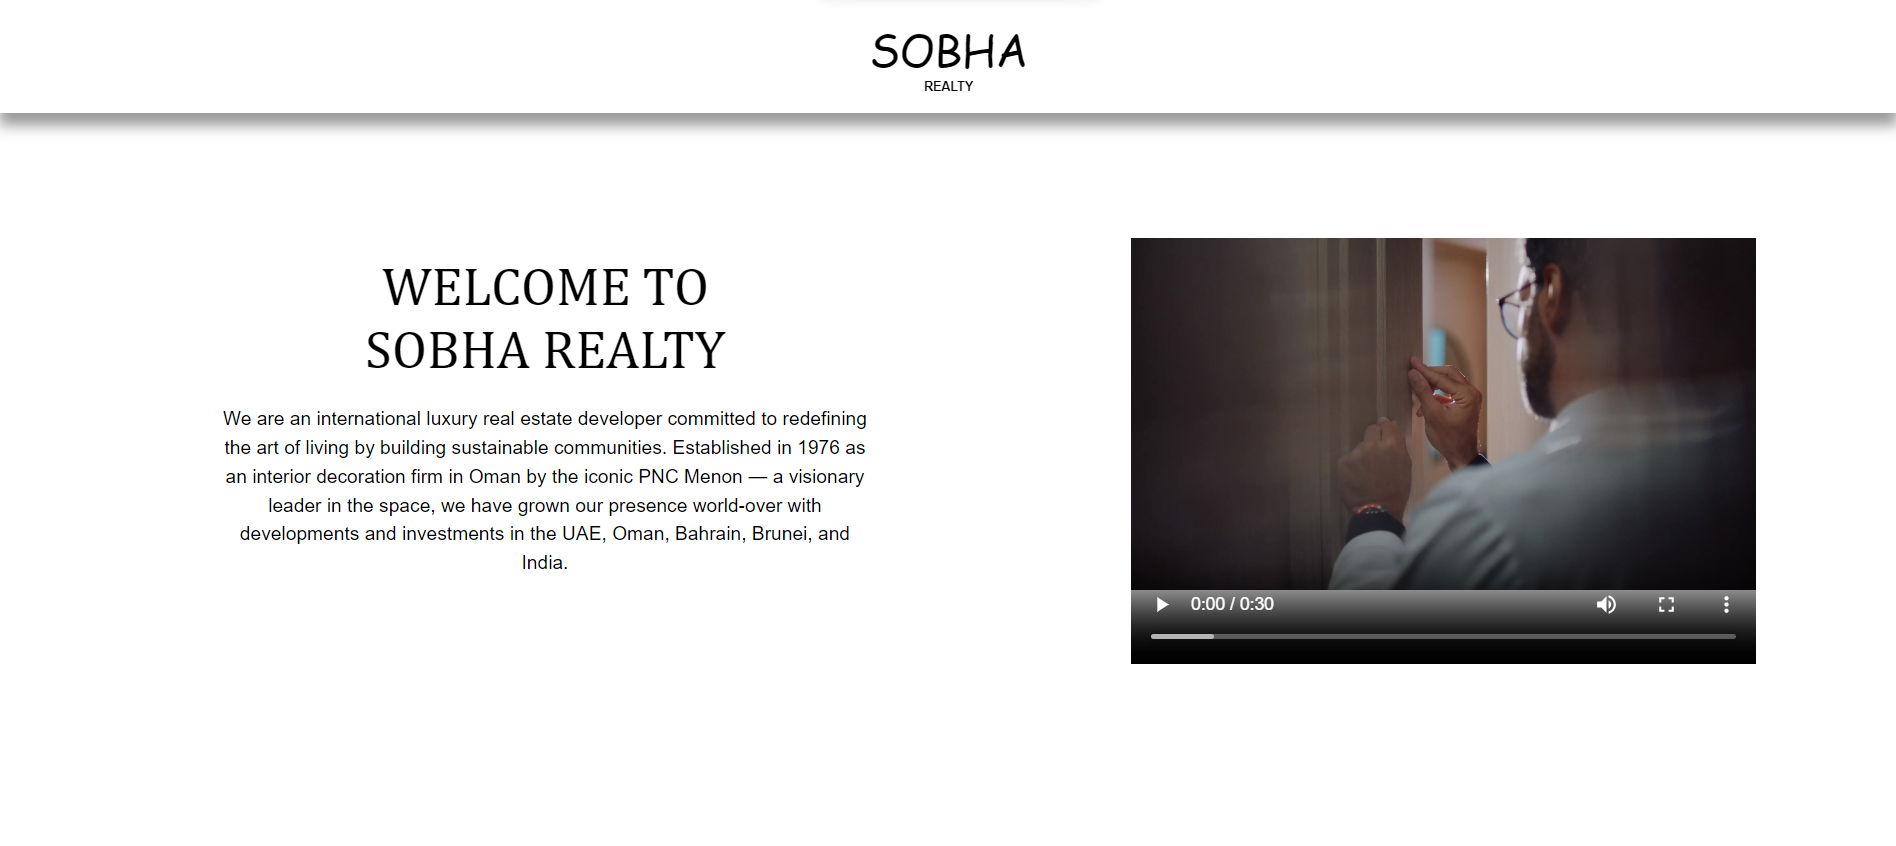 SOBHA
REALTY
WELCOME TO
SOBHA REALTY
We are an international luxury real estate developer committed to redefining
the art of living by building sustainable communities. Established in 1976 as
an interior decoration firm in Oman by the iconic PNC Menon — a visionary
leader in the space, we have grown our presence world-over with
developments and investments in the UAE, Oman, Bahrain, Brunei, and
India.
0:00 / 0:30